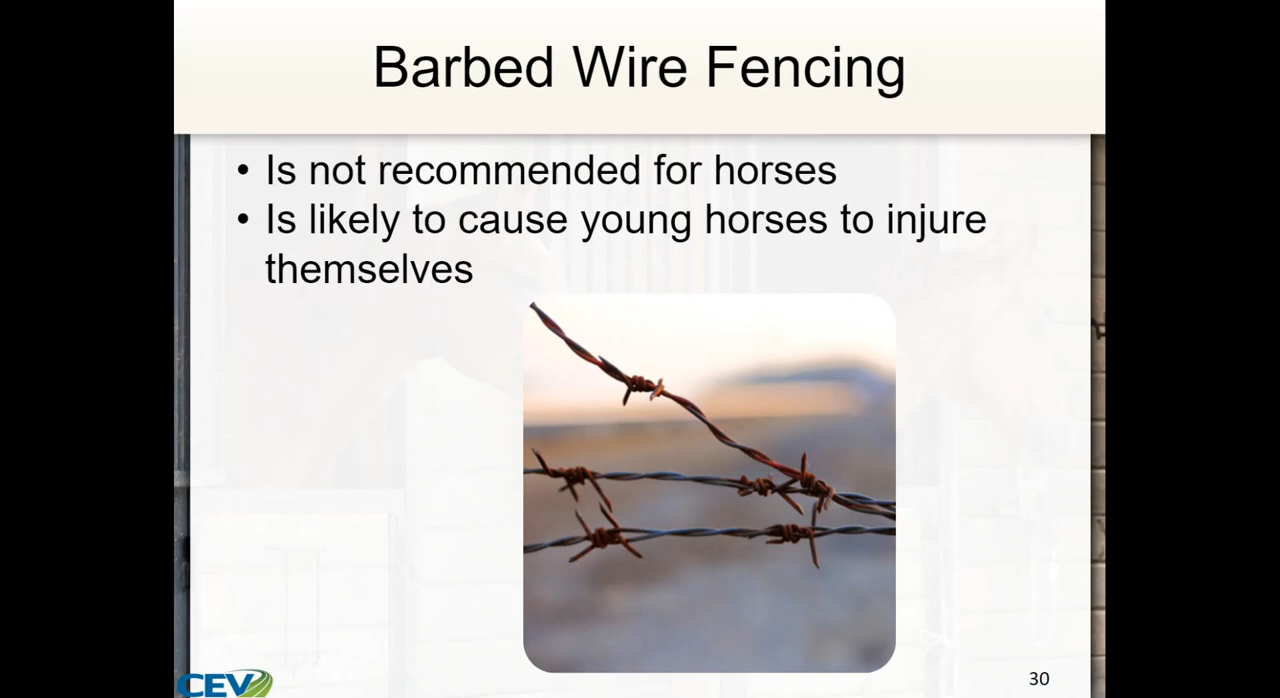 Barbed Wire Fencing
• Is not recommended for horses
• Is likely to cause young horses to injure
themselves
CEV
30